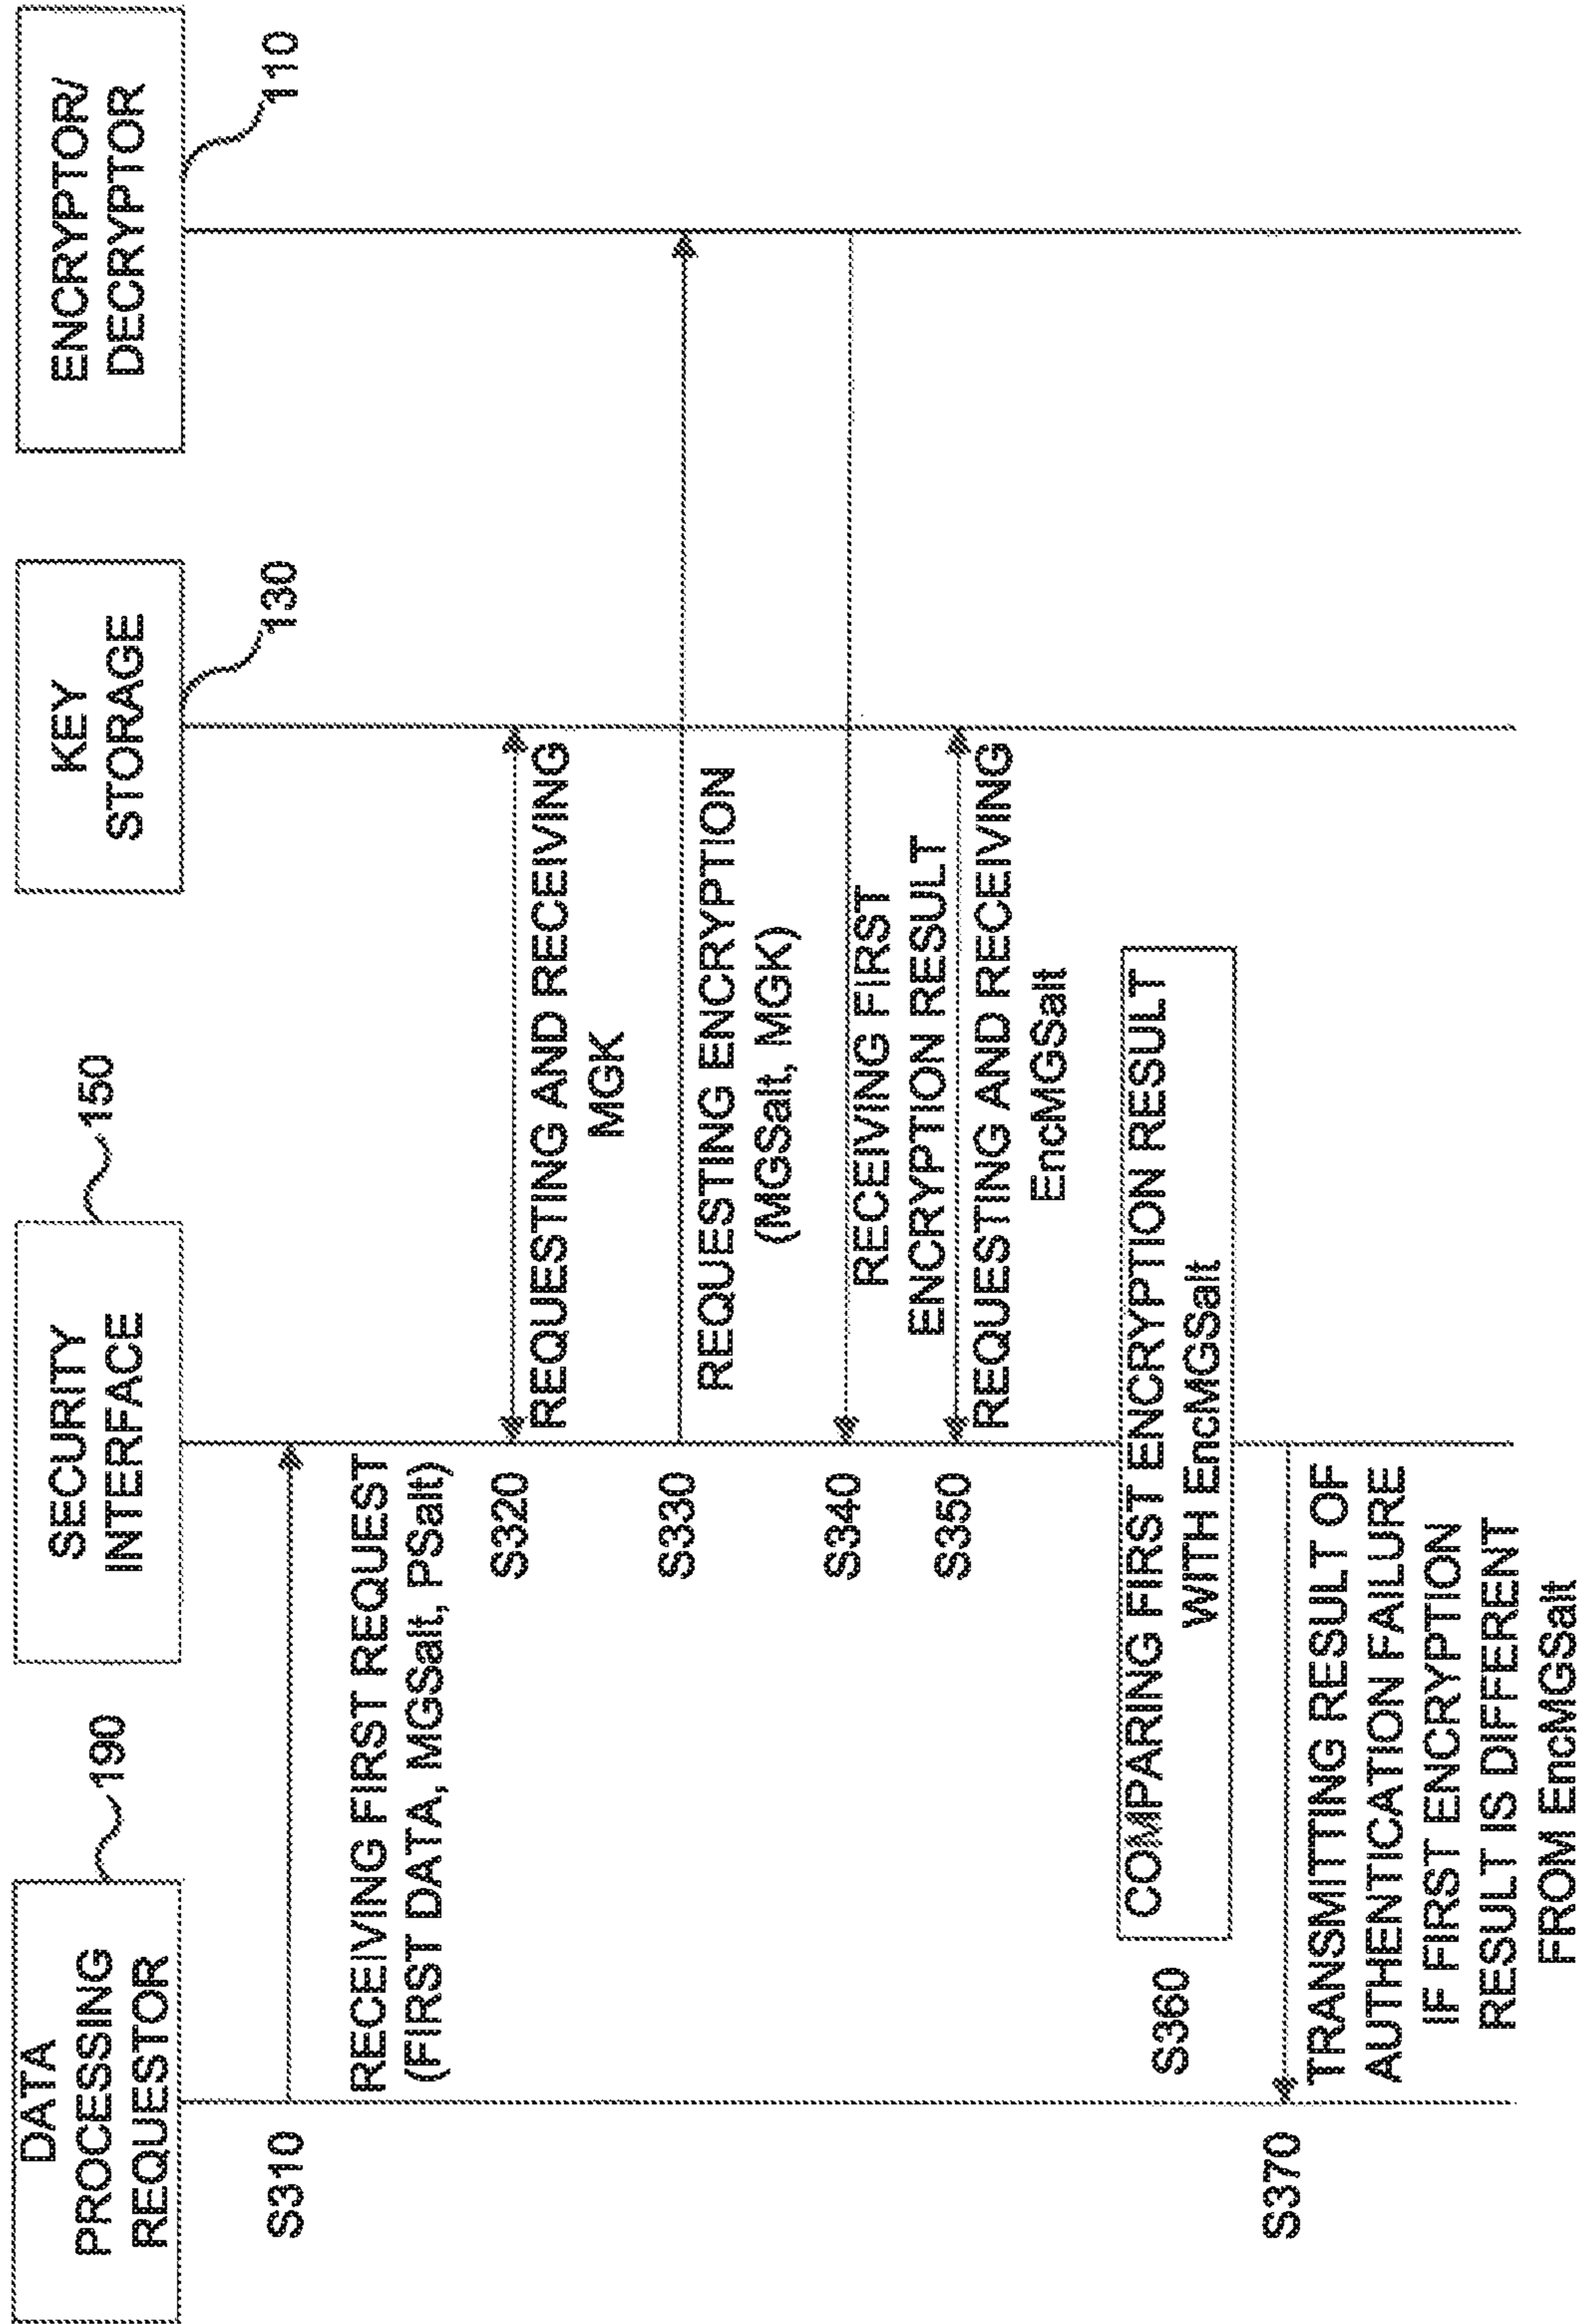 DATA
PROCESSING
REQUESTOR
190
SECURITY
INTERFACE
150
KEY
STORAGE
130
ENCRYPTOR/
DECRYPTOR
110
S310
RECEIVING FIRST REQUEST
(FIRST DATA, MGSalt, PSalt)
S320
REQUESTING AND RECEIVING
MGK
S330
REQUESTING ENCRYPTION
(MGSalt, MGK)
S340
RECEIVING FIRST
ENCRYPTION RESULT
S350
REQUESTING AND RECEIVING
EncMGSalt
S360
COMPARING FIRST ENCRYPTION RESULT
WITH EncMGSalt
S370
TRANSMITTING RESULT OF
AUTHENTICATION FAILURE
IF FIRST ENCRYPTION
RESULT IS DIFFERENT
FROM EncMGSalt